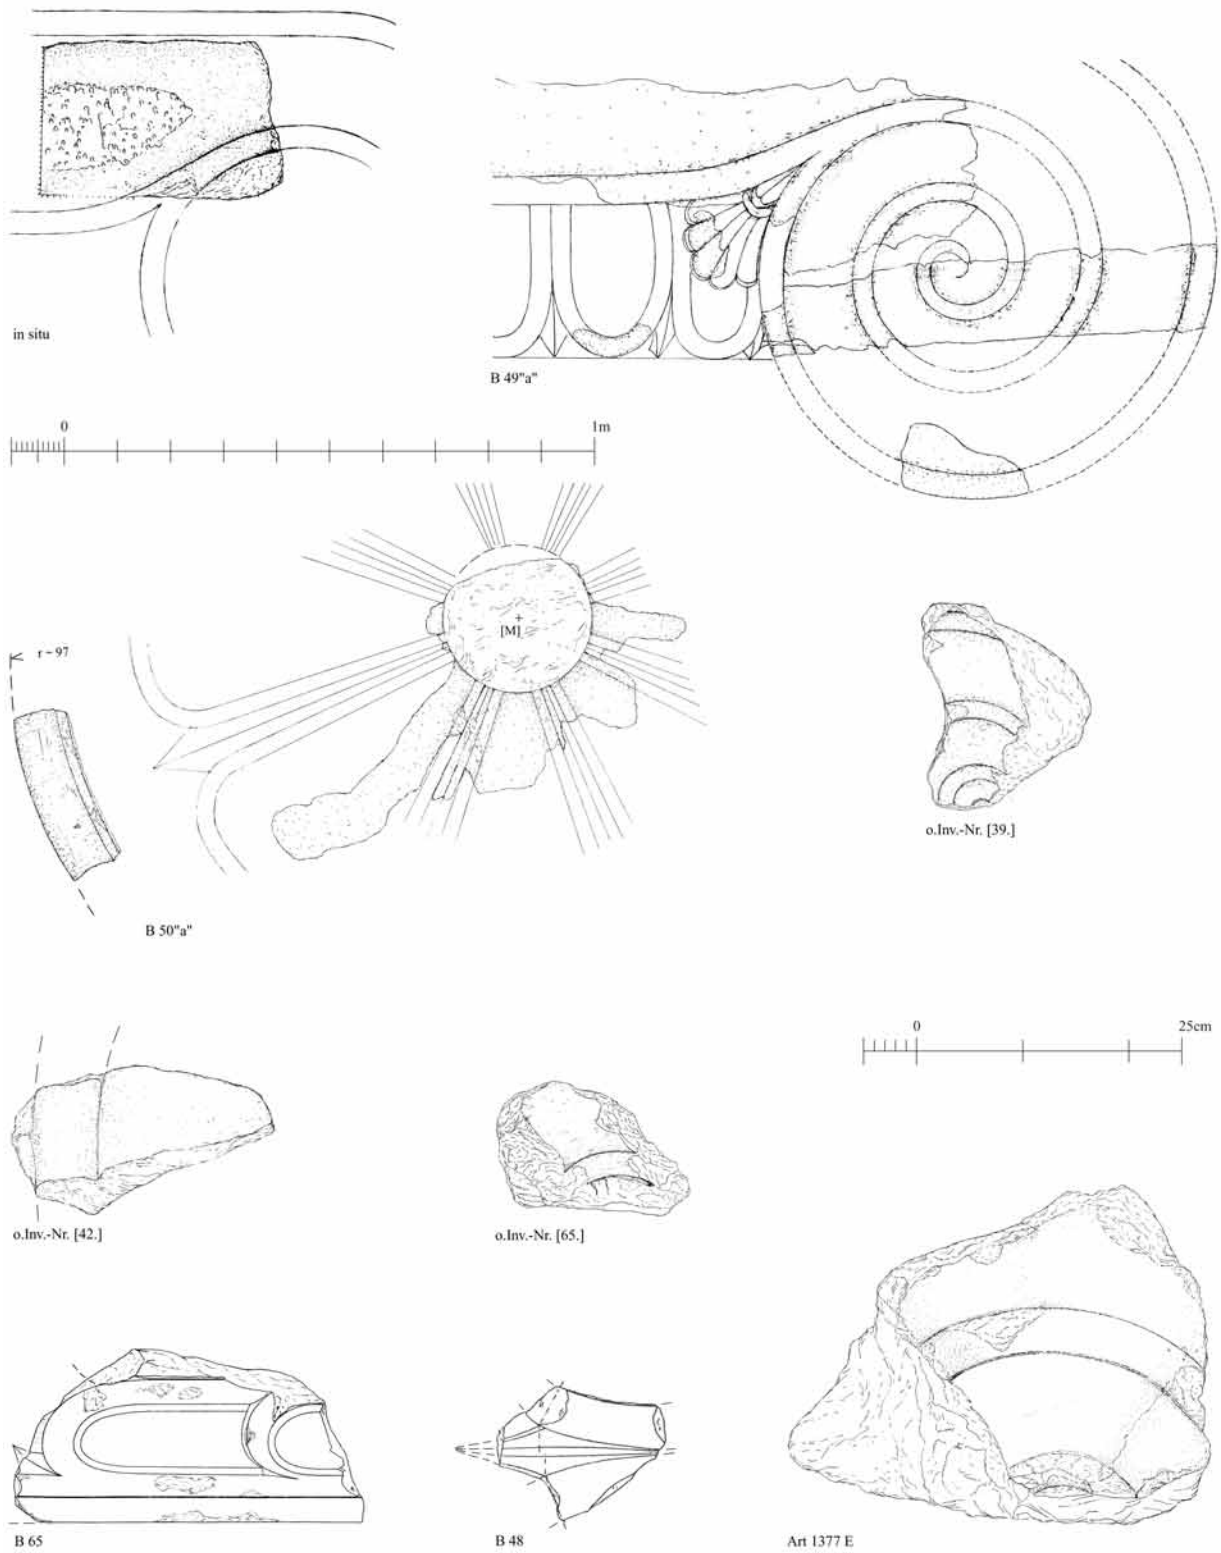 in situ
B 49"a"
0 1m
[M]
r ~ 97
o.Inv.-Nr. [39.]
B 50"a"
0 25cm
o.Inv.-Nr. [42.]
o.Inv.-Nr. [65.]
B 65
B 48
Art 1377 E